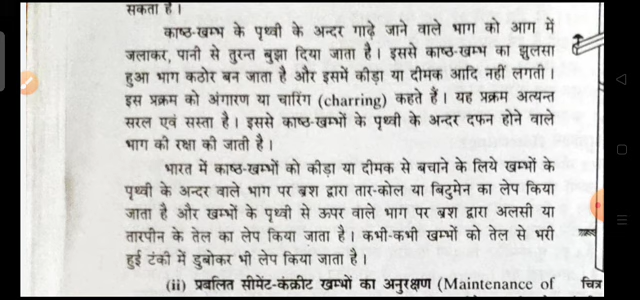 सकता है।
काष्ठ-खम्भ के पृथ्वी के अन्दर गाढ़े जाने वाले भाग को आग में
जलाकर, पानी से तुरन्त बुझा दिया जाता है। इससे काष्ठ-खम्भ का झुलसा
हुआ भाग कठोर बन जाता है और इसमें कीड़ा या दीमक आदि नहीं लगती।
इस प्रक्रम को अंगारण या चारिंग (charring) कहते हैं। यह प्रक्रम अत्यन्त
सरल एवं सस्ता है। इससे काष्ठ-खम्भों के पृथ्वी के अन्दर दफन होने वाले
भाग की रक्षा की जाती है।
भारत में काष्ठ-खम्भों को कीड़ा या दीमक से बचाने के लिये खम्भों के
पृथ्वी के अन्दर वाले भाग पर ब्रश द्वारा तार-कोल या बिटुमेन का लेप किया
जाता है और खम्भों के पृथ्वी से ऊपर वाले भाग पर ब्रश द्वारा अलसी या
तारपीन के तेल का लेप किया जाता है। कभी-कभी खम्भों को तेल से भरी
हुई टंकी में डुबोकर भी लेप किया जाता है।
(ii) प्रबलित सीमेंट-कंक्रीट खम्भों का अनुरक्षण (Maintenance of
चित्र